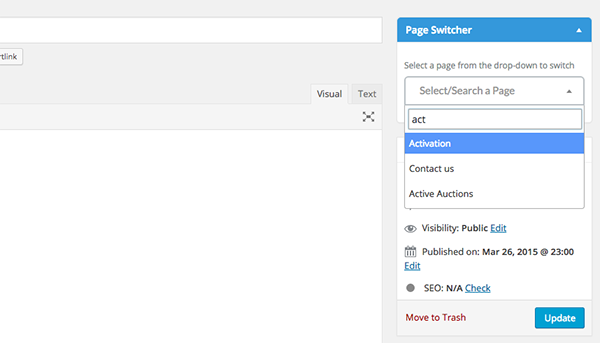 Page Switcher
Select a page from the drop-down to switch
rtlink
Select/Search a Page
Visual Text
act
Activation
Contact us
Active Auctions
Visibility: Public Edit
Published on: Mar 26, 2015 @ 23:00
Edit
SEO: N/A Check
Move to Trash Update